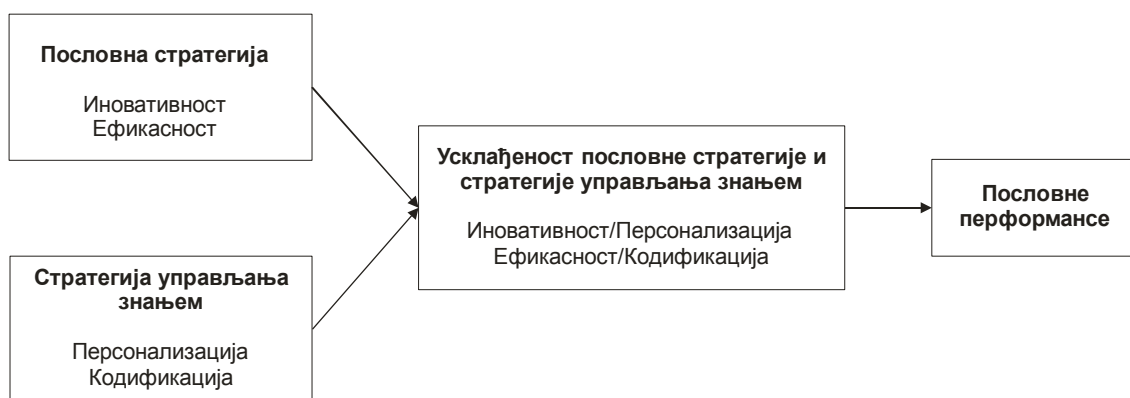 Пословна стратегија
Иновативност
Ефикасност
Стратегија управљања
знањем
Персонализација
Кодификација
Усклађеност пословне стратегије и
стратегије управљања знањем
Иновативност/Персонализација
Ефикасност/Кодификација
Пословне
перформансе